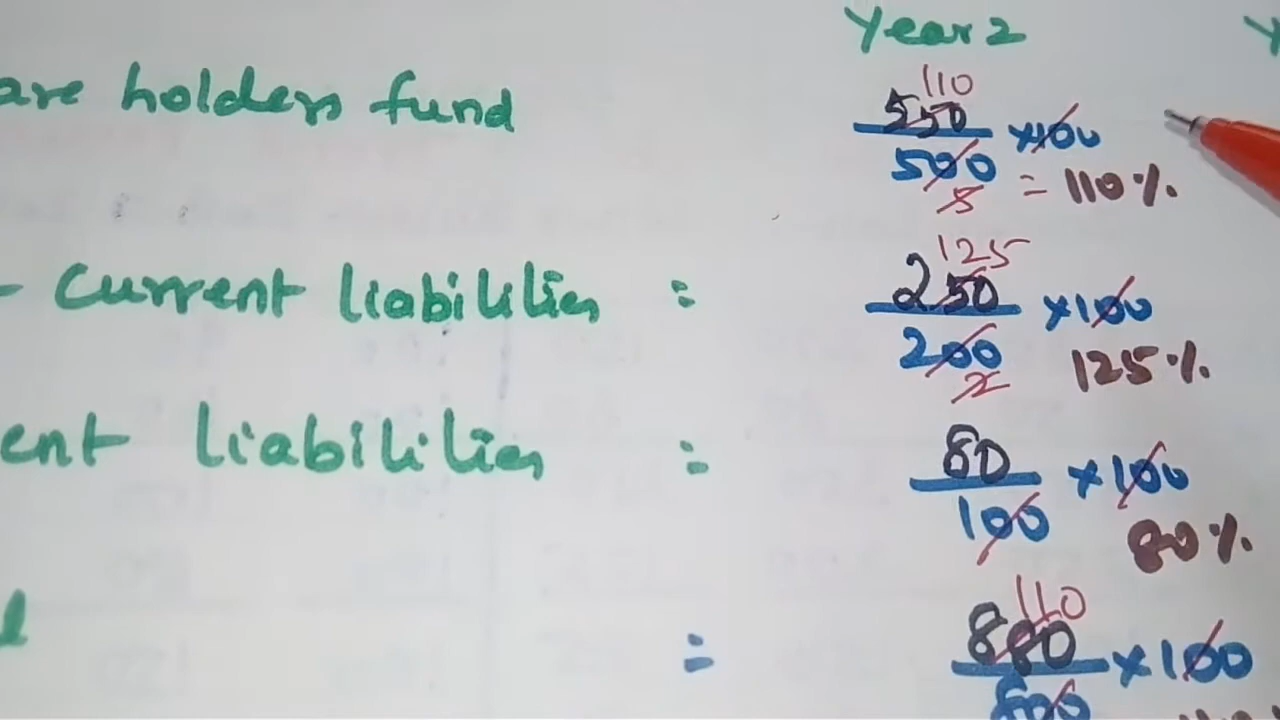 Year 2
are holders fund 550/500 × 100 = 110%
110
5
- Current liabilities : 250/200 × 100 125%
125
2
ent liabilities : 80/100 × 100 80%
:
880/800 × 100
110